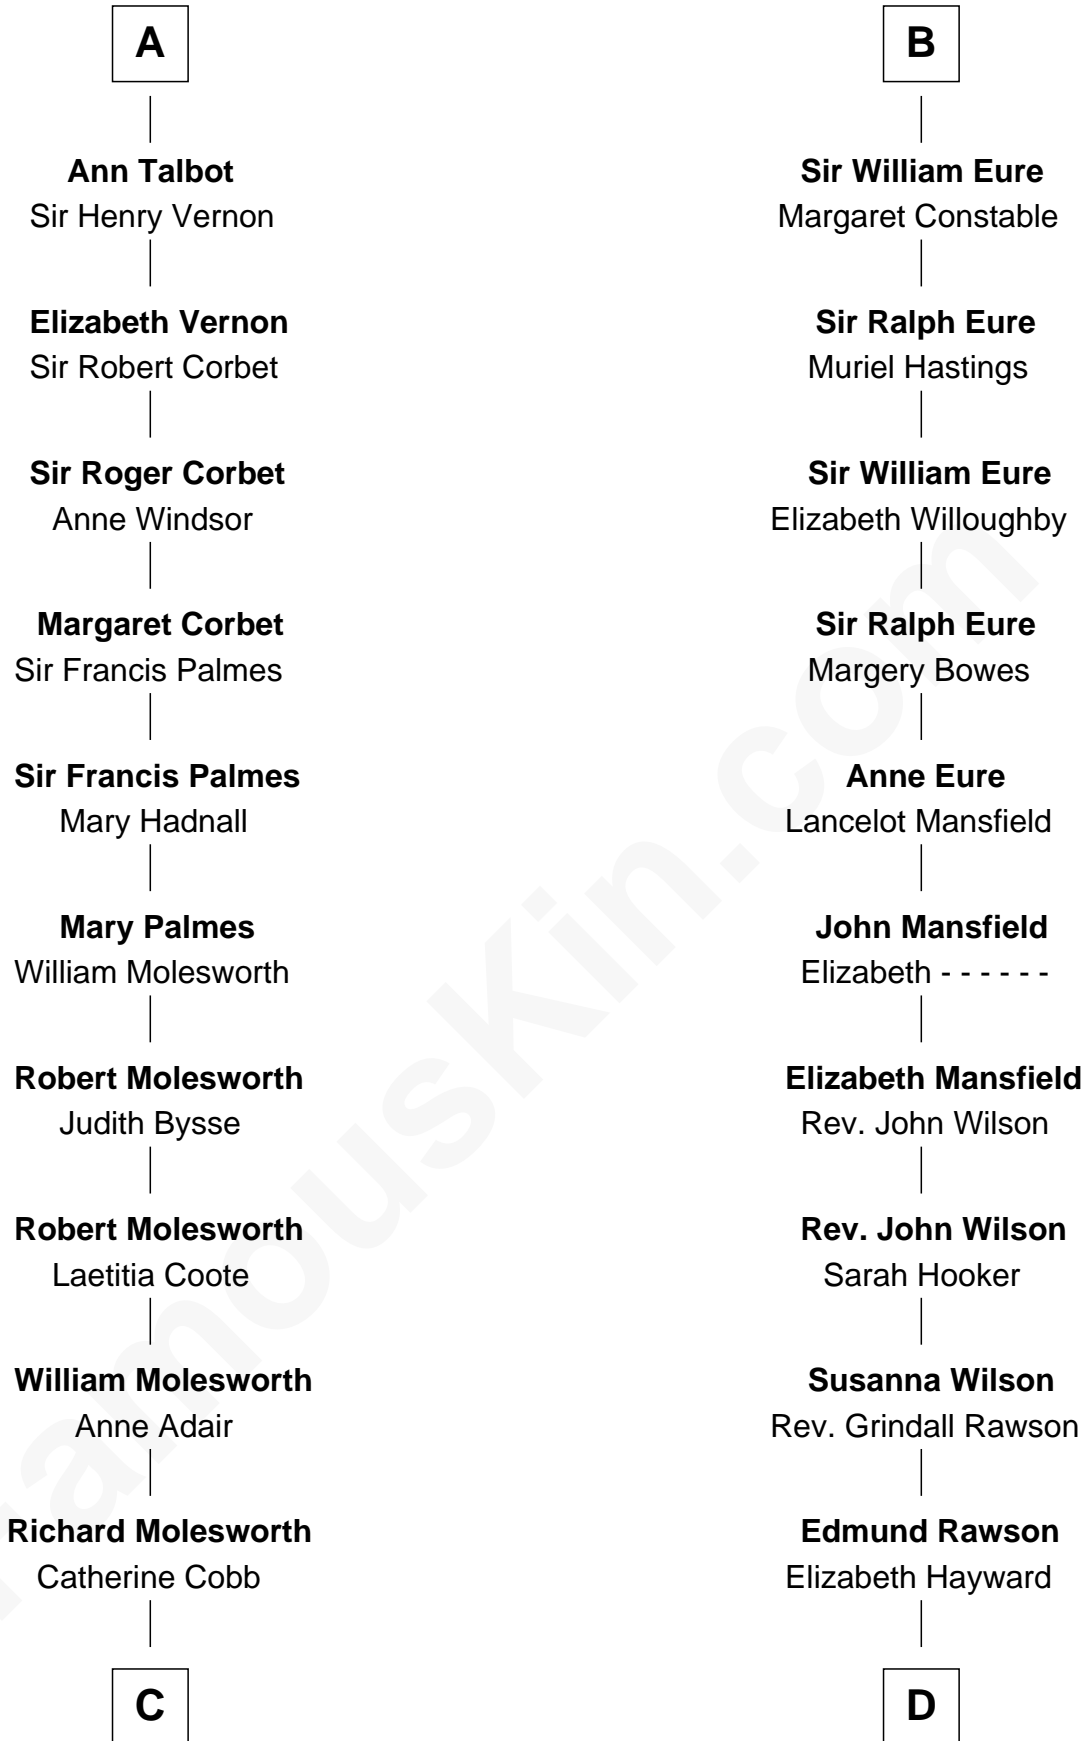 A
Ann Talbot
Sir Henry Vernon
Elizabeth Vernon
Sir Robert Corbet
Sir Roger Corbet
Anne Windsor
Margaret Corbet
Sir Francis Palmes
Sir Francis Palmes
Mary Hadnall
Mary Palmes
William Molesworth
Robert Molesworth
Judith Bysse
Robert Molesworth
Laetitia Coote
William Molesworth
Anne Adair
Richard Molesworth
Catherine Cobb
C
B
Sir William Eure
Margaret Constable
Sir Ralph Eure
Muriel Hastings
Sir William Eure
Elizabeth Willoughby
Sir Ralph Eure
Margery Bowes
Anne Eure
Lancelot Mansfield
John Mansfield
Elizabeth - - - - - -
Elizabeth Mansfield
Rev. John Wilson
Rev. John Wilson
Sarah Hooker
Susanna Wilson
Rev. Grindall Rawson
Edmund Rawson
Elizabeth Hayward
D
FamousKin.com